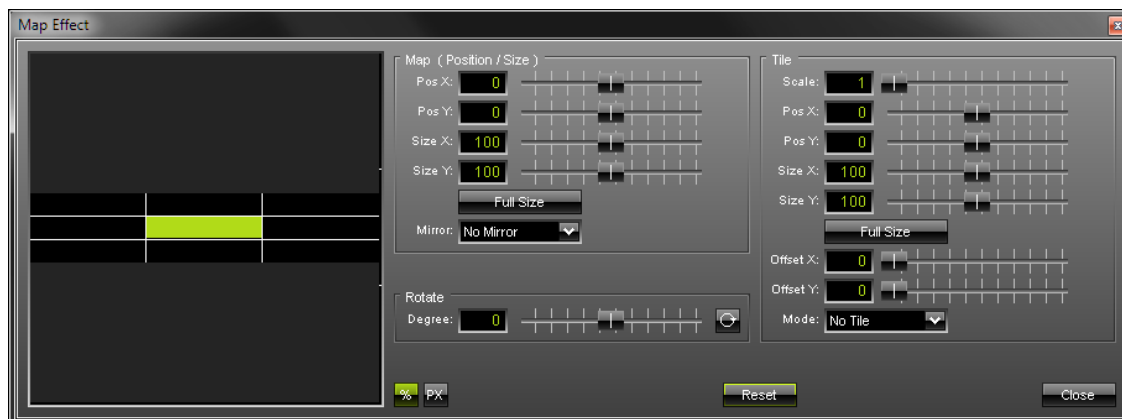 Map Effect
Map ( Position / Size )
Pos X: 0
Pos Y: 0
Size X: 100
Size Y: 100
Full Size
Mirror: No Mirror
Rotate
Degree: 0
Tile
Scale: 1
Pos X: 0
Pos Y: 0
Size X: 100
Size Y: 100
Full Size
Offset X: 0
Offset Y: 0
Mode: No Tile
% PX
Reset
Close